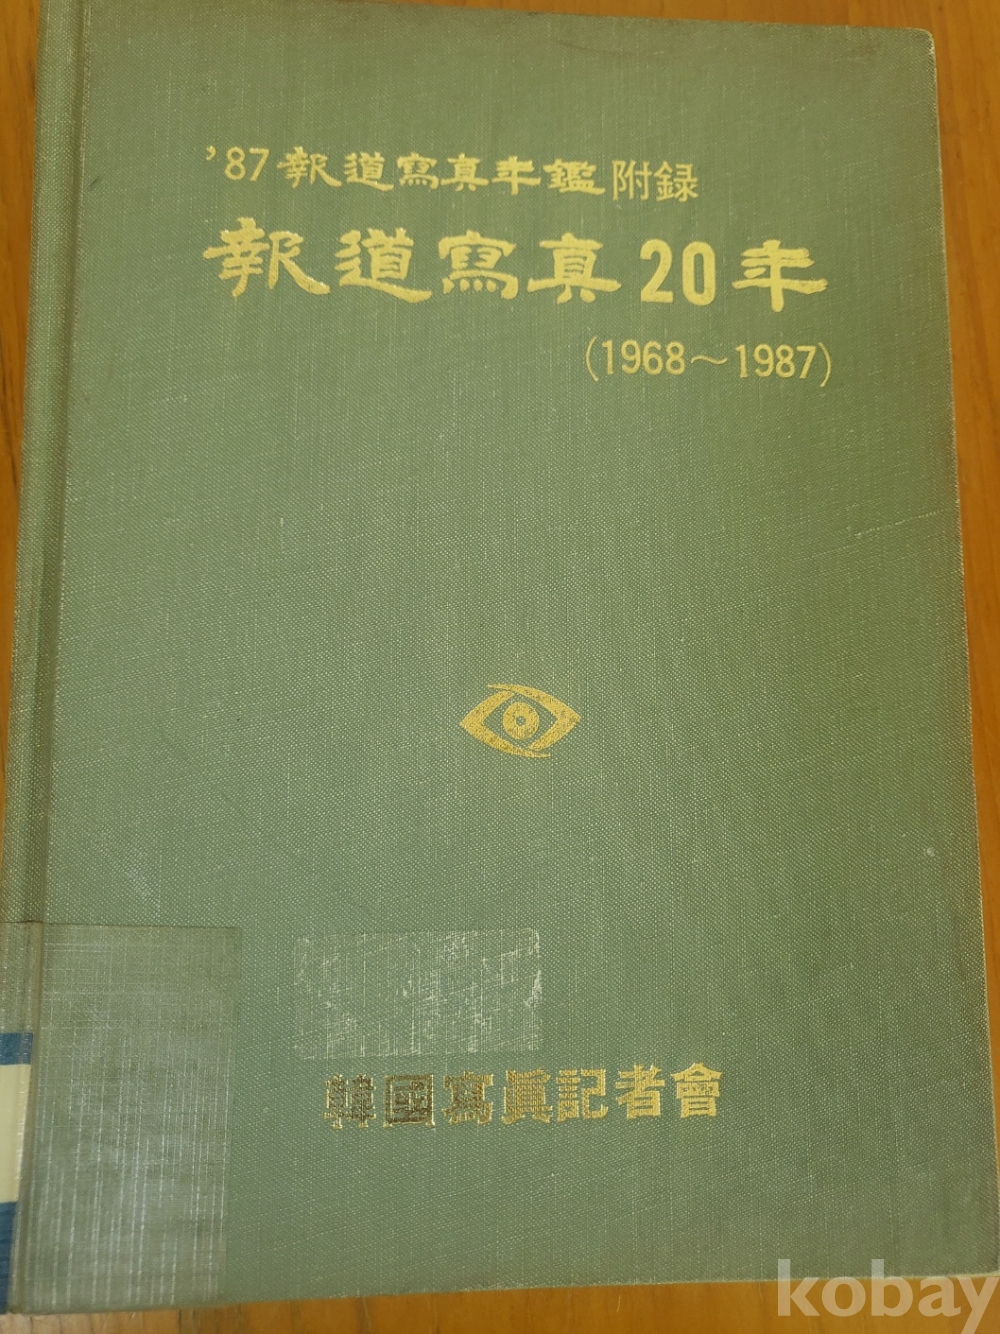 '87 報道寫真年鑑 附録
報道寫真20年
(1968～1987)
韓國寫眞記者會
kobay